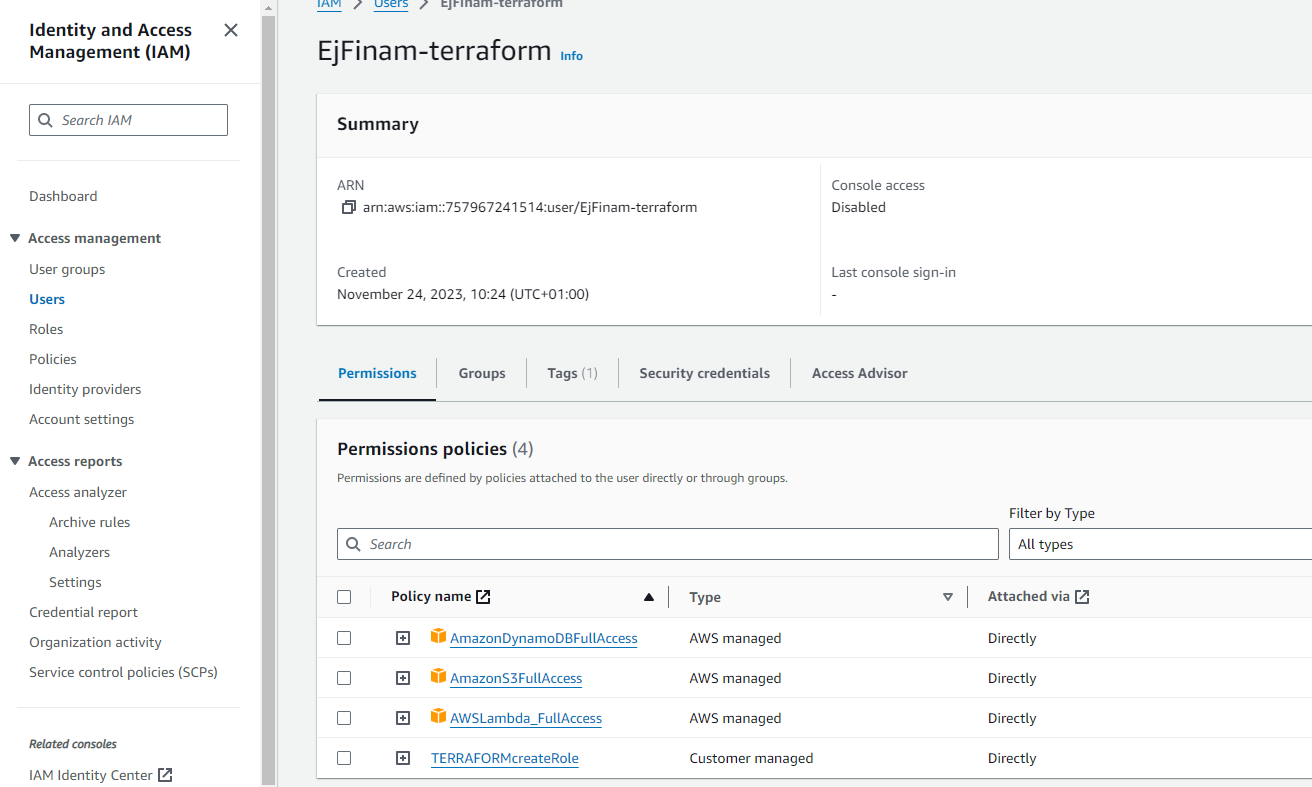 Identity and Access
Management (IAM)
Search IAM
Dashboard
Access management
User groups
Users
Roles
Policies
Identity providers
Account settings
Access reports
Access analyzer
Archive rules
Analyzers
Settings
Credential report
Organization activity
Service control policies (SCPs)
Related consoles
IAM Identity Center
IAM > Users > EjFinam-terraform
EjFinam-terraform Info
Summary
ARN
arn:aws:iam::757967241514:user/EjFinam-terraform
Console access
Disabled
Created
November 24, 2023, 10:24 (UTC+01:00)
Last console sign-in
-
Permissions Groups Tags (1) Security credentials Access Advisor
Permissions policies (4)
Permissions are defined by policies attached to the user directly or through groups.
Filter by Type
Search All types
Policy name Type Attached via
AmazonDynamoDBFullAccess AWS managed Directly
AmazonS3FullAccess AWS managed Directly
AWSLambda_FullAccess AWS managed Directly
TERRAFORMcreateRole Customer managed Directly